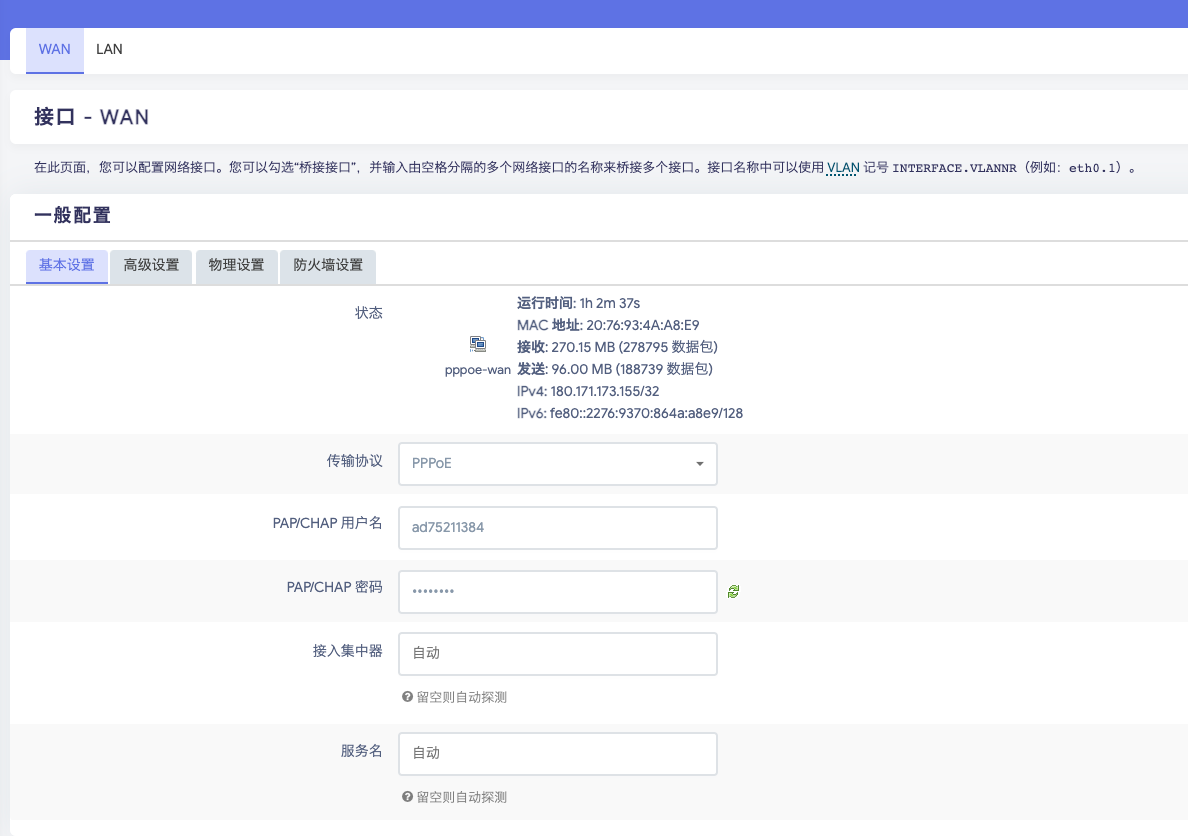 WAN LAN
接口 - WAN
在此页面，您可以配置网络接口。您可以勾选“桥接接口”，并输入由空格分隔的多个网络接口的名称来桥接多个接口。接口名称中可以使用 VLAN 记号 INTERFACE.VLANNR（例如：eth0.1）。
一般配置
基本设置 高级设置 物理设置 防火墙设置
状态
pppoe-wan
运行时间: 1h 2m 37s
MAC 地址: 20:76:93:4A:A8:E9
接收: 270.15 MB (278795 数据包)
发送: 96.00 MB (188739 数据包)
IPv4: 180.171.173.155/32
IPv6: fe80::2276:9370:864a:a8e9/128
传输协议 PPPoE
PAP/CHAP 用户名 ad75211384
PAP/CHAP 密码 ••••••••
接入集中器 自动
留空则自动探测
服务名 自动
留空则自动探测